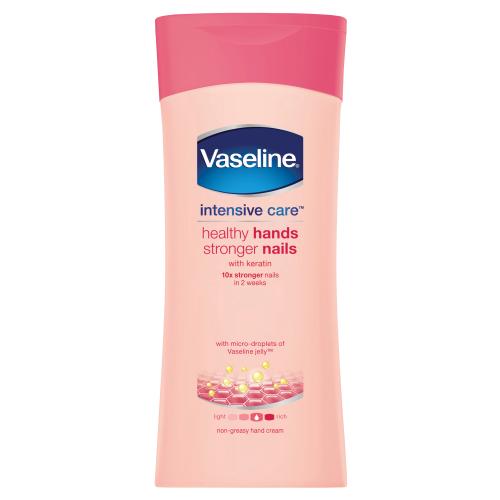 Vaseline®
intensive care™
healthy hands
stronger nails
with keratin
10x stronger nails
in 2 weeks
with micro-droplets of
Vaseline jelly™
light rich
non-greasy hand cream